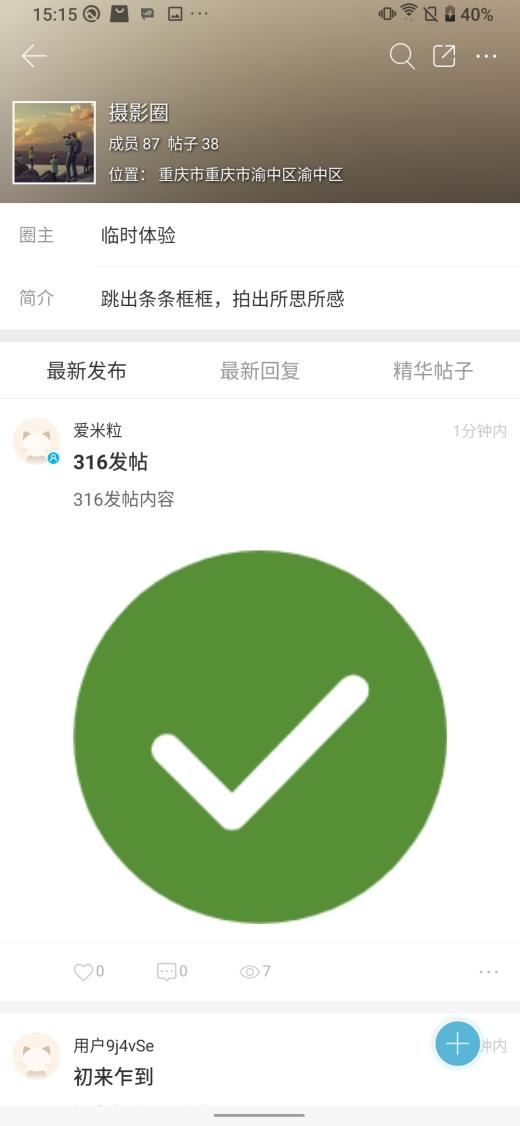 15:15
40%
摄影圈
成员 87 帖子 38
位置： 重庆市重庆市渝中区渝中区
圈主 临时体验
简介 跳出条条框框，拍出所思所感
最新发布 最新回复 精华帖子
爱米粒 1分钟内
316发帖
316发帖内容
0 0 7
用户9j4vSe 钟内
初来乍到